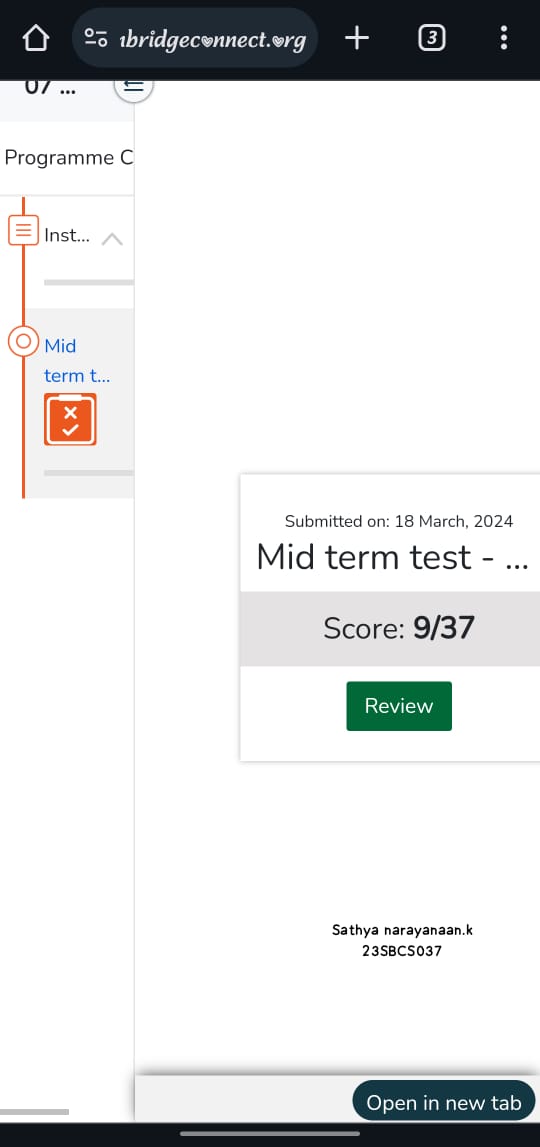 1bridgeconnect.org
3
07 ...
Programme C
Inst...
Mid
term t...
Submitted on: 18 March, 2024
Mid term test - ...
Score: 9/37
Review
Sathya narayanaan.k
23SBCS037
Open in new tab